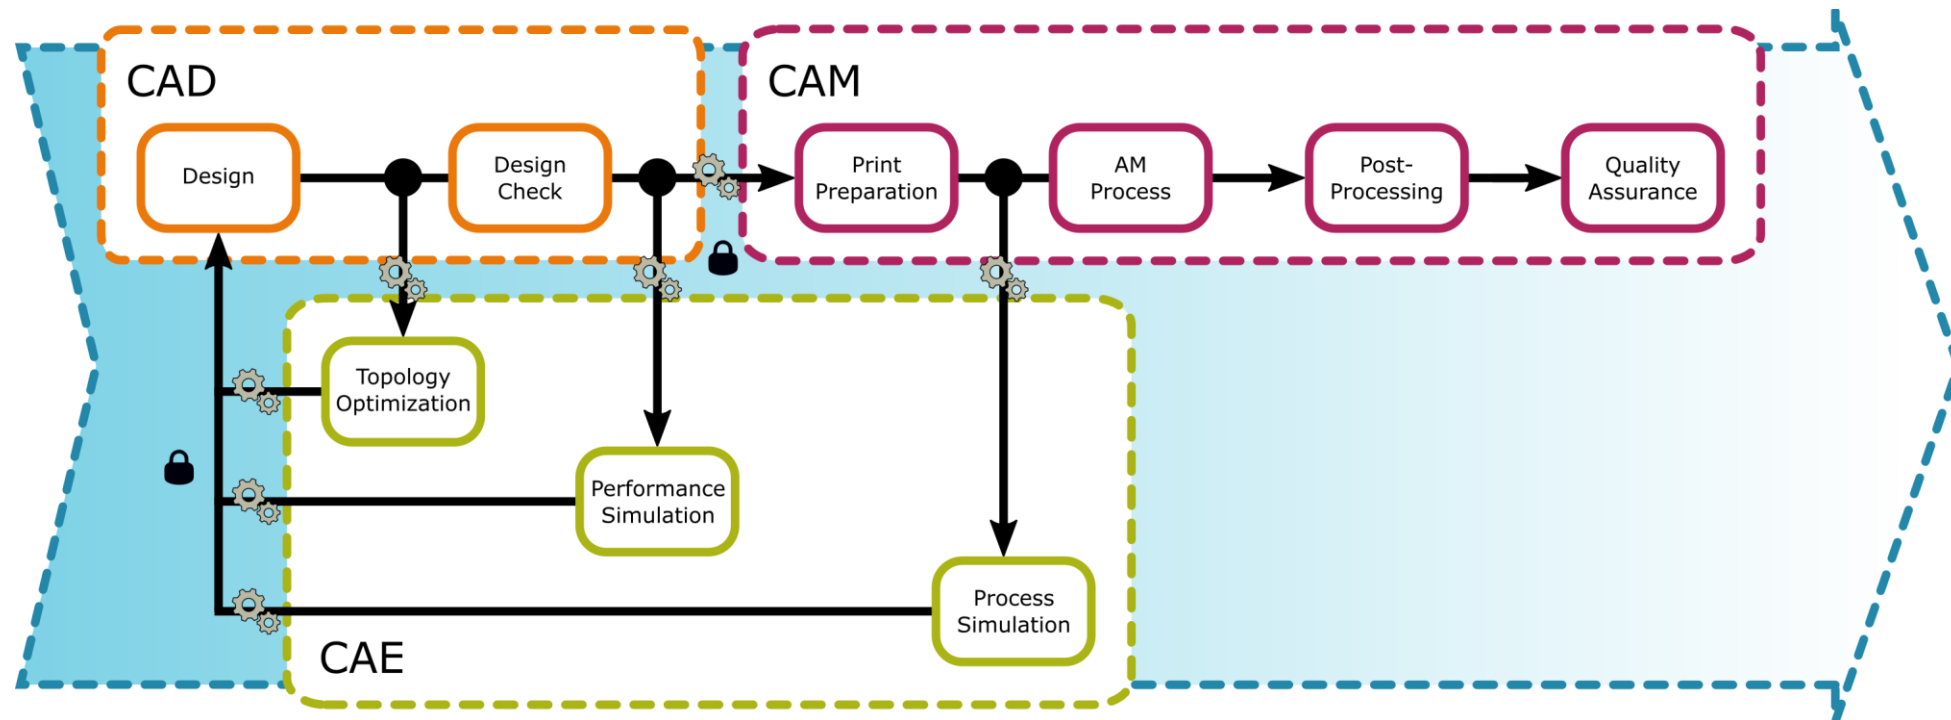 CAD
CAM
Design
Design
Check
Print
Preparation
AM
Process
Post-
Processing
Quality
Assurance
Topology
Optimization
Performance
Simulation
Process
Simulation
CAE